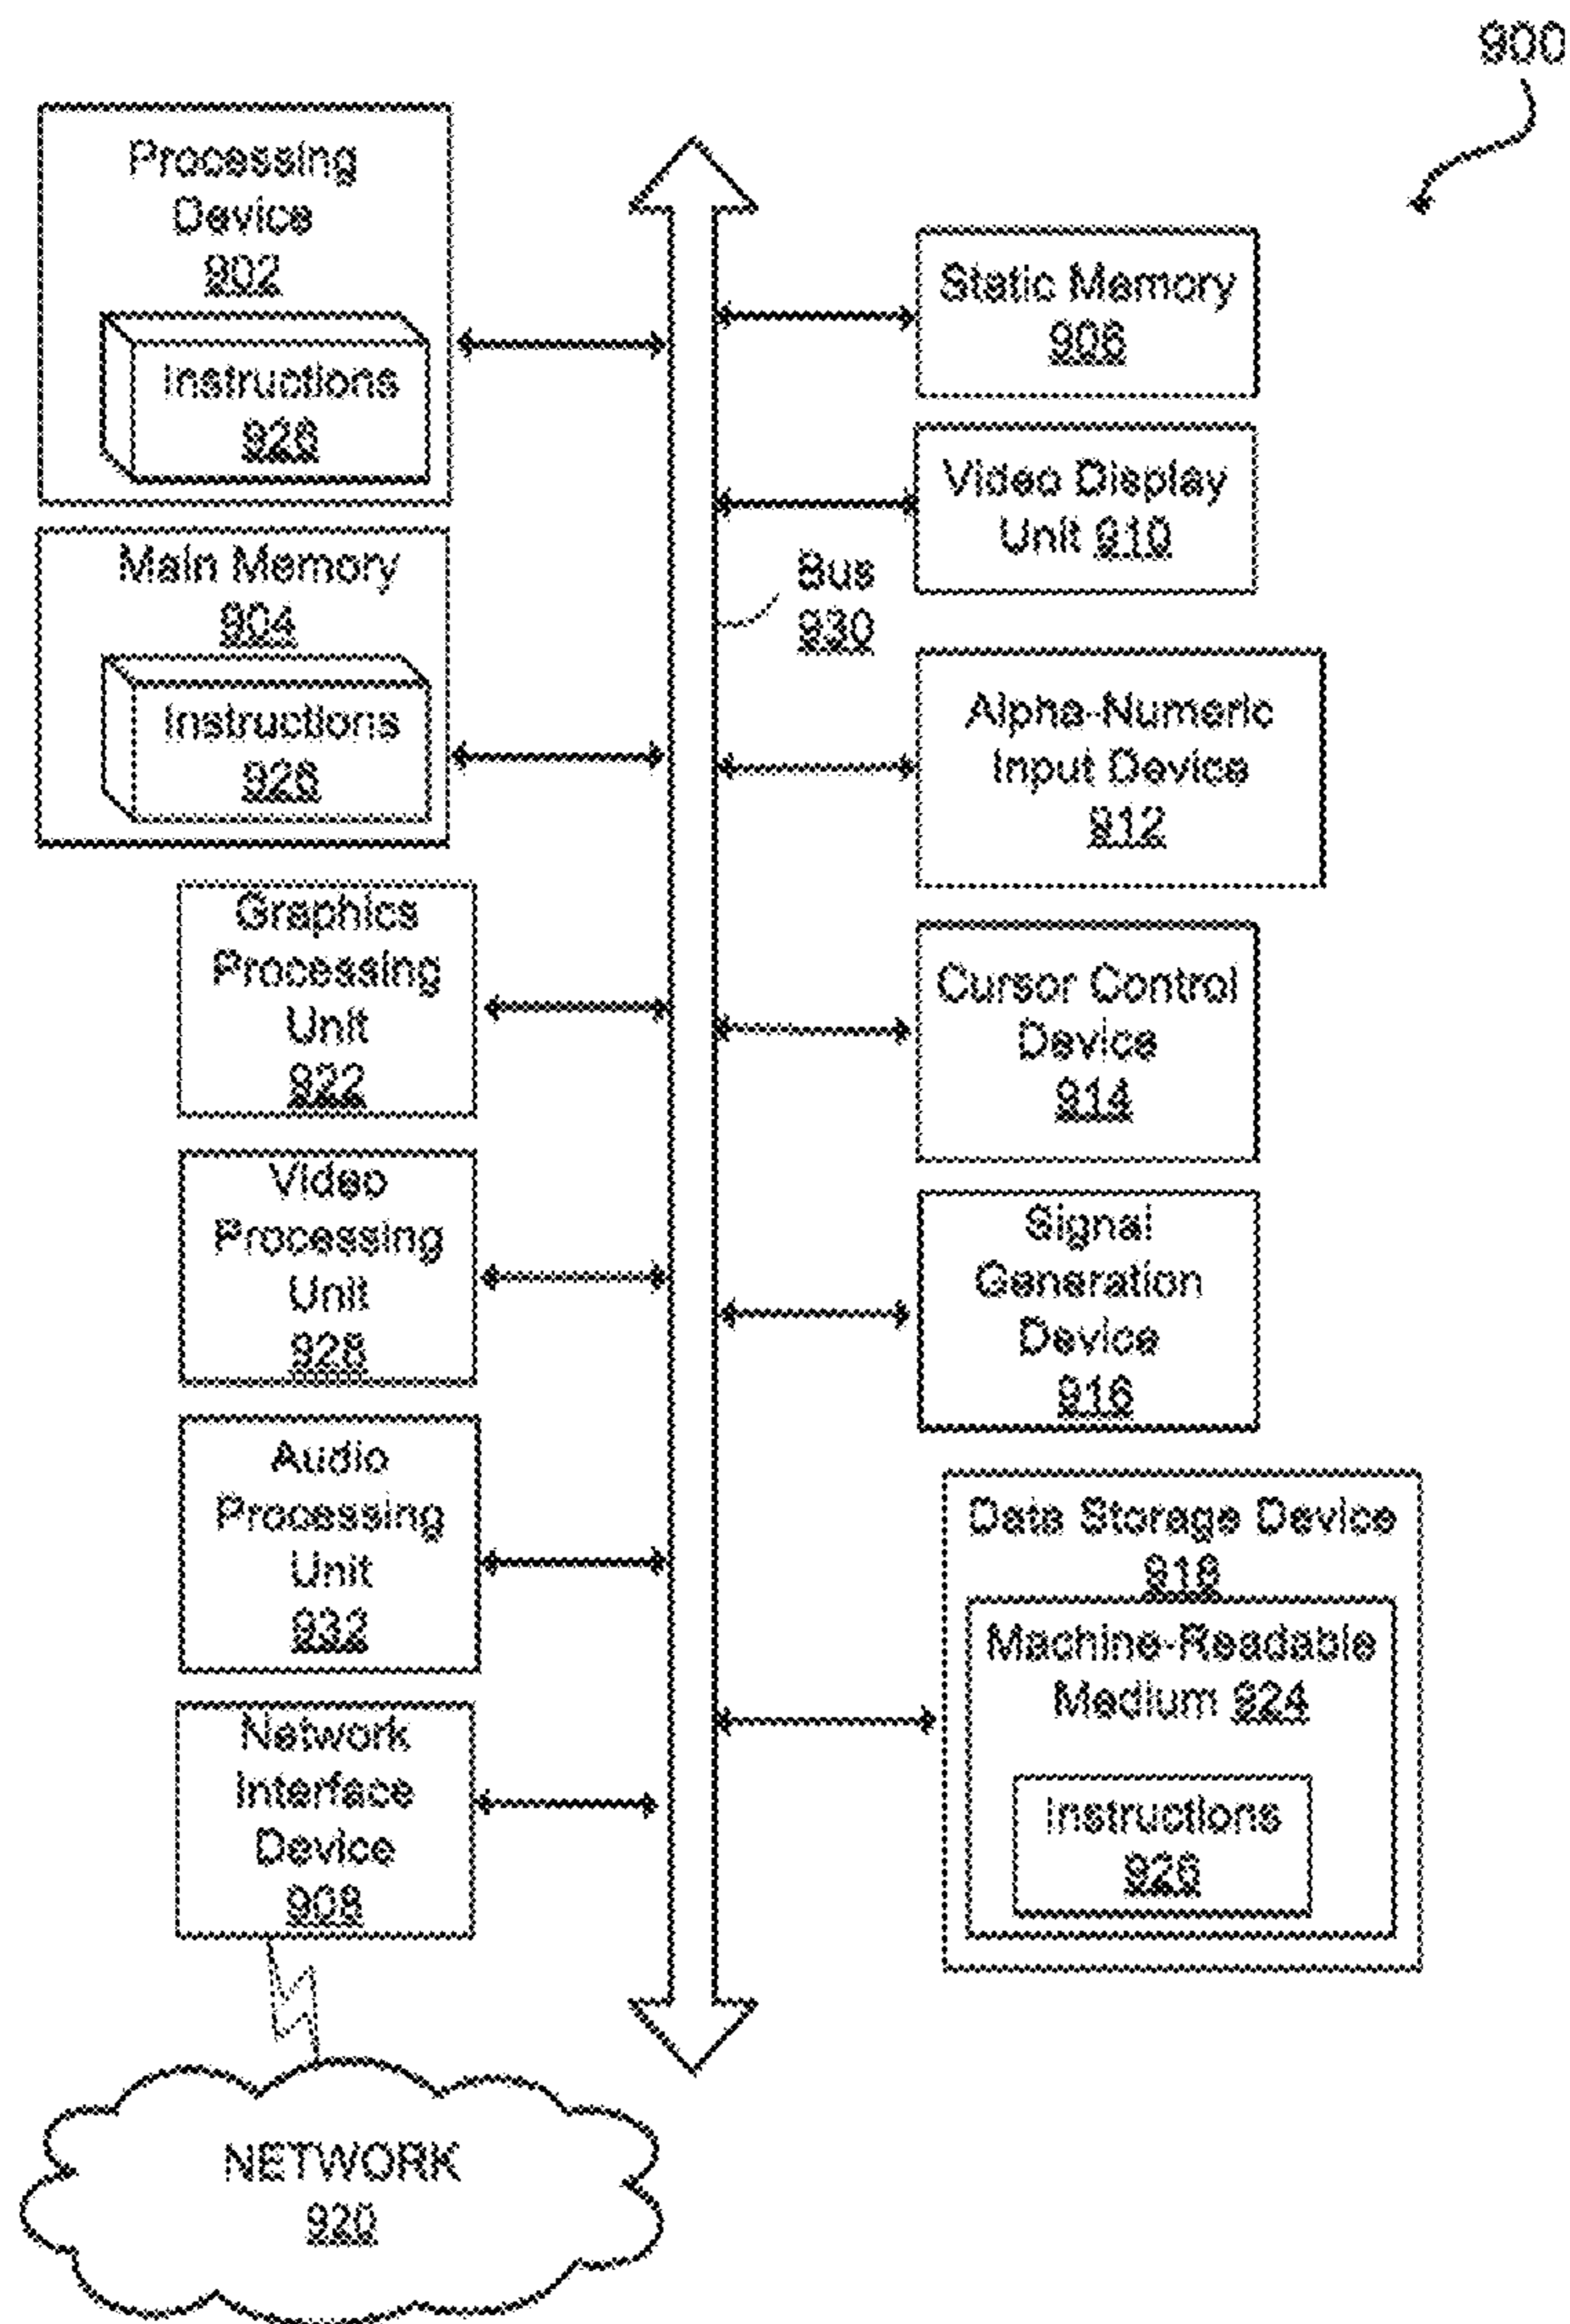 900
Processing
Device
902
Instructions
926
Main Memory
904
Instructions
926
Graphics
Processing
Unit
922
Video
Processing
Unit
928
Audio
Processing
Unit
932
Network
Interface
Device
908
NETWORK
920
Bus
930
Static Memory
906
Video Display
Unit 910
Alpha-Numeric
Input Device
912
Cursor Control
Device
914
Signal
Generation
Device
916
Data Storage Device
918
Machine-Readable
Medium 924
Instructions
926